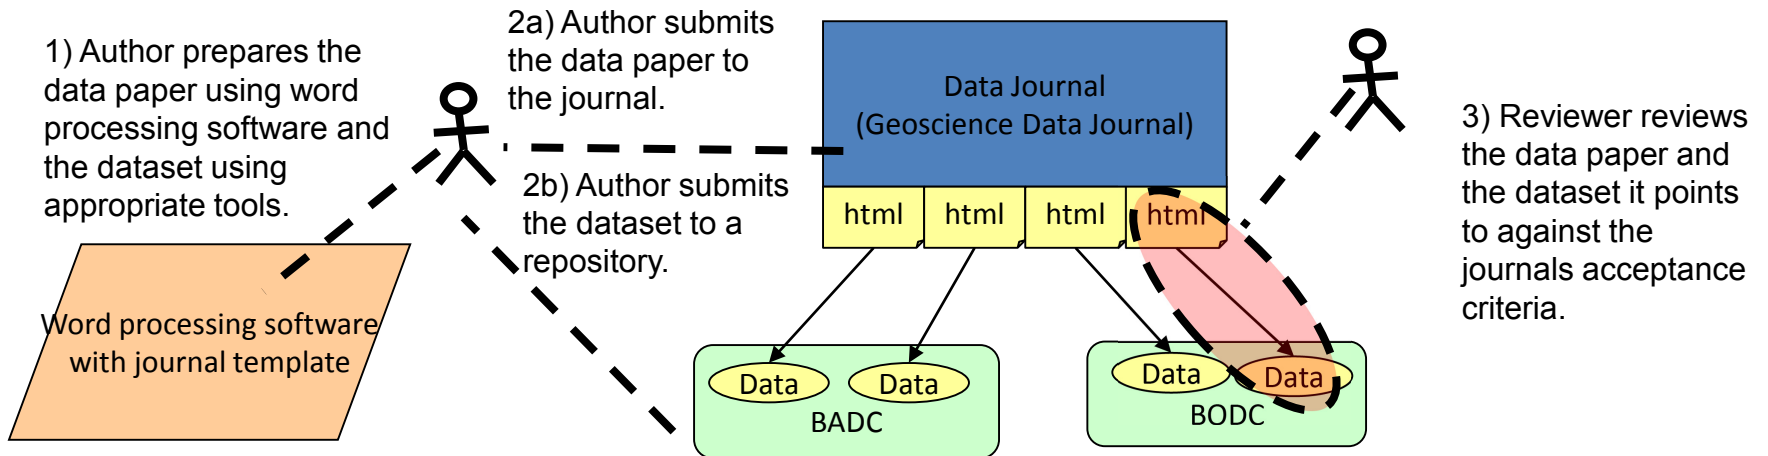 1) Author prepares the
data paper using word
processing software and
the dataset using
appropriate tools.
Word processing software
with journal template
2a) Author submits
the data paper to
the journal.
2b) Author submits
the dataset to a
repository.
Data Journal
(Geoscience Data Journal)
html html html html
Data Data
BADC
Data Data
BODC
3) Reviewer reviews
the data paper and
the dataset it points
to against the
journals acceptance
criteria.